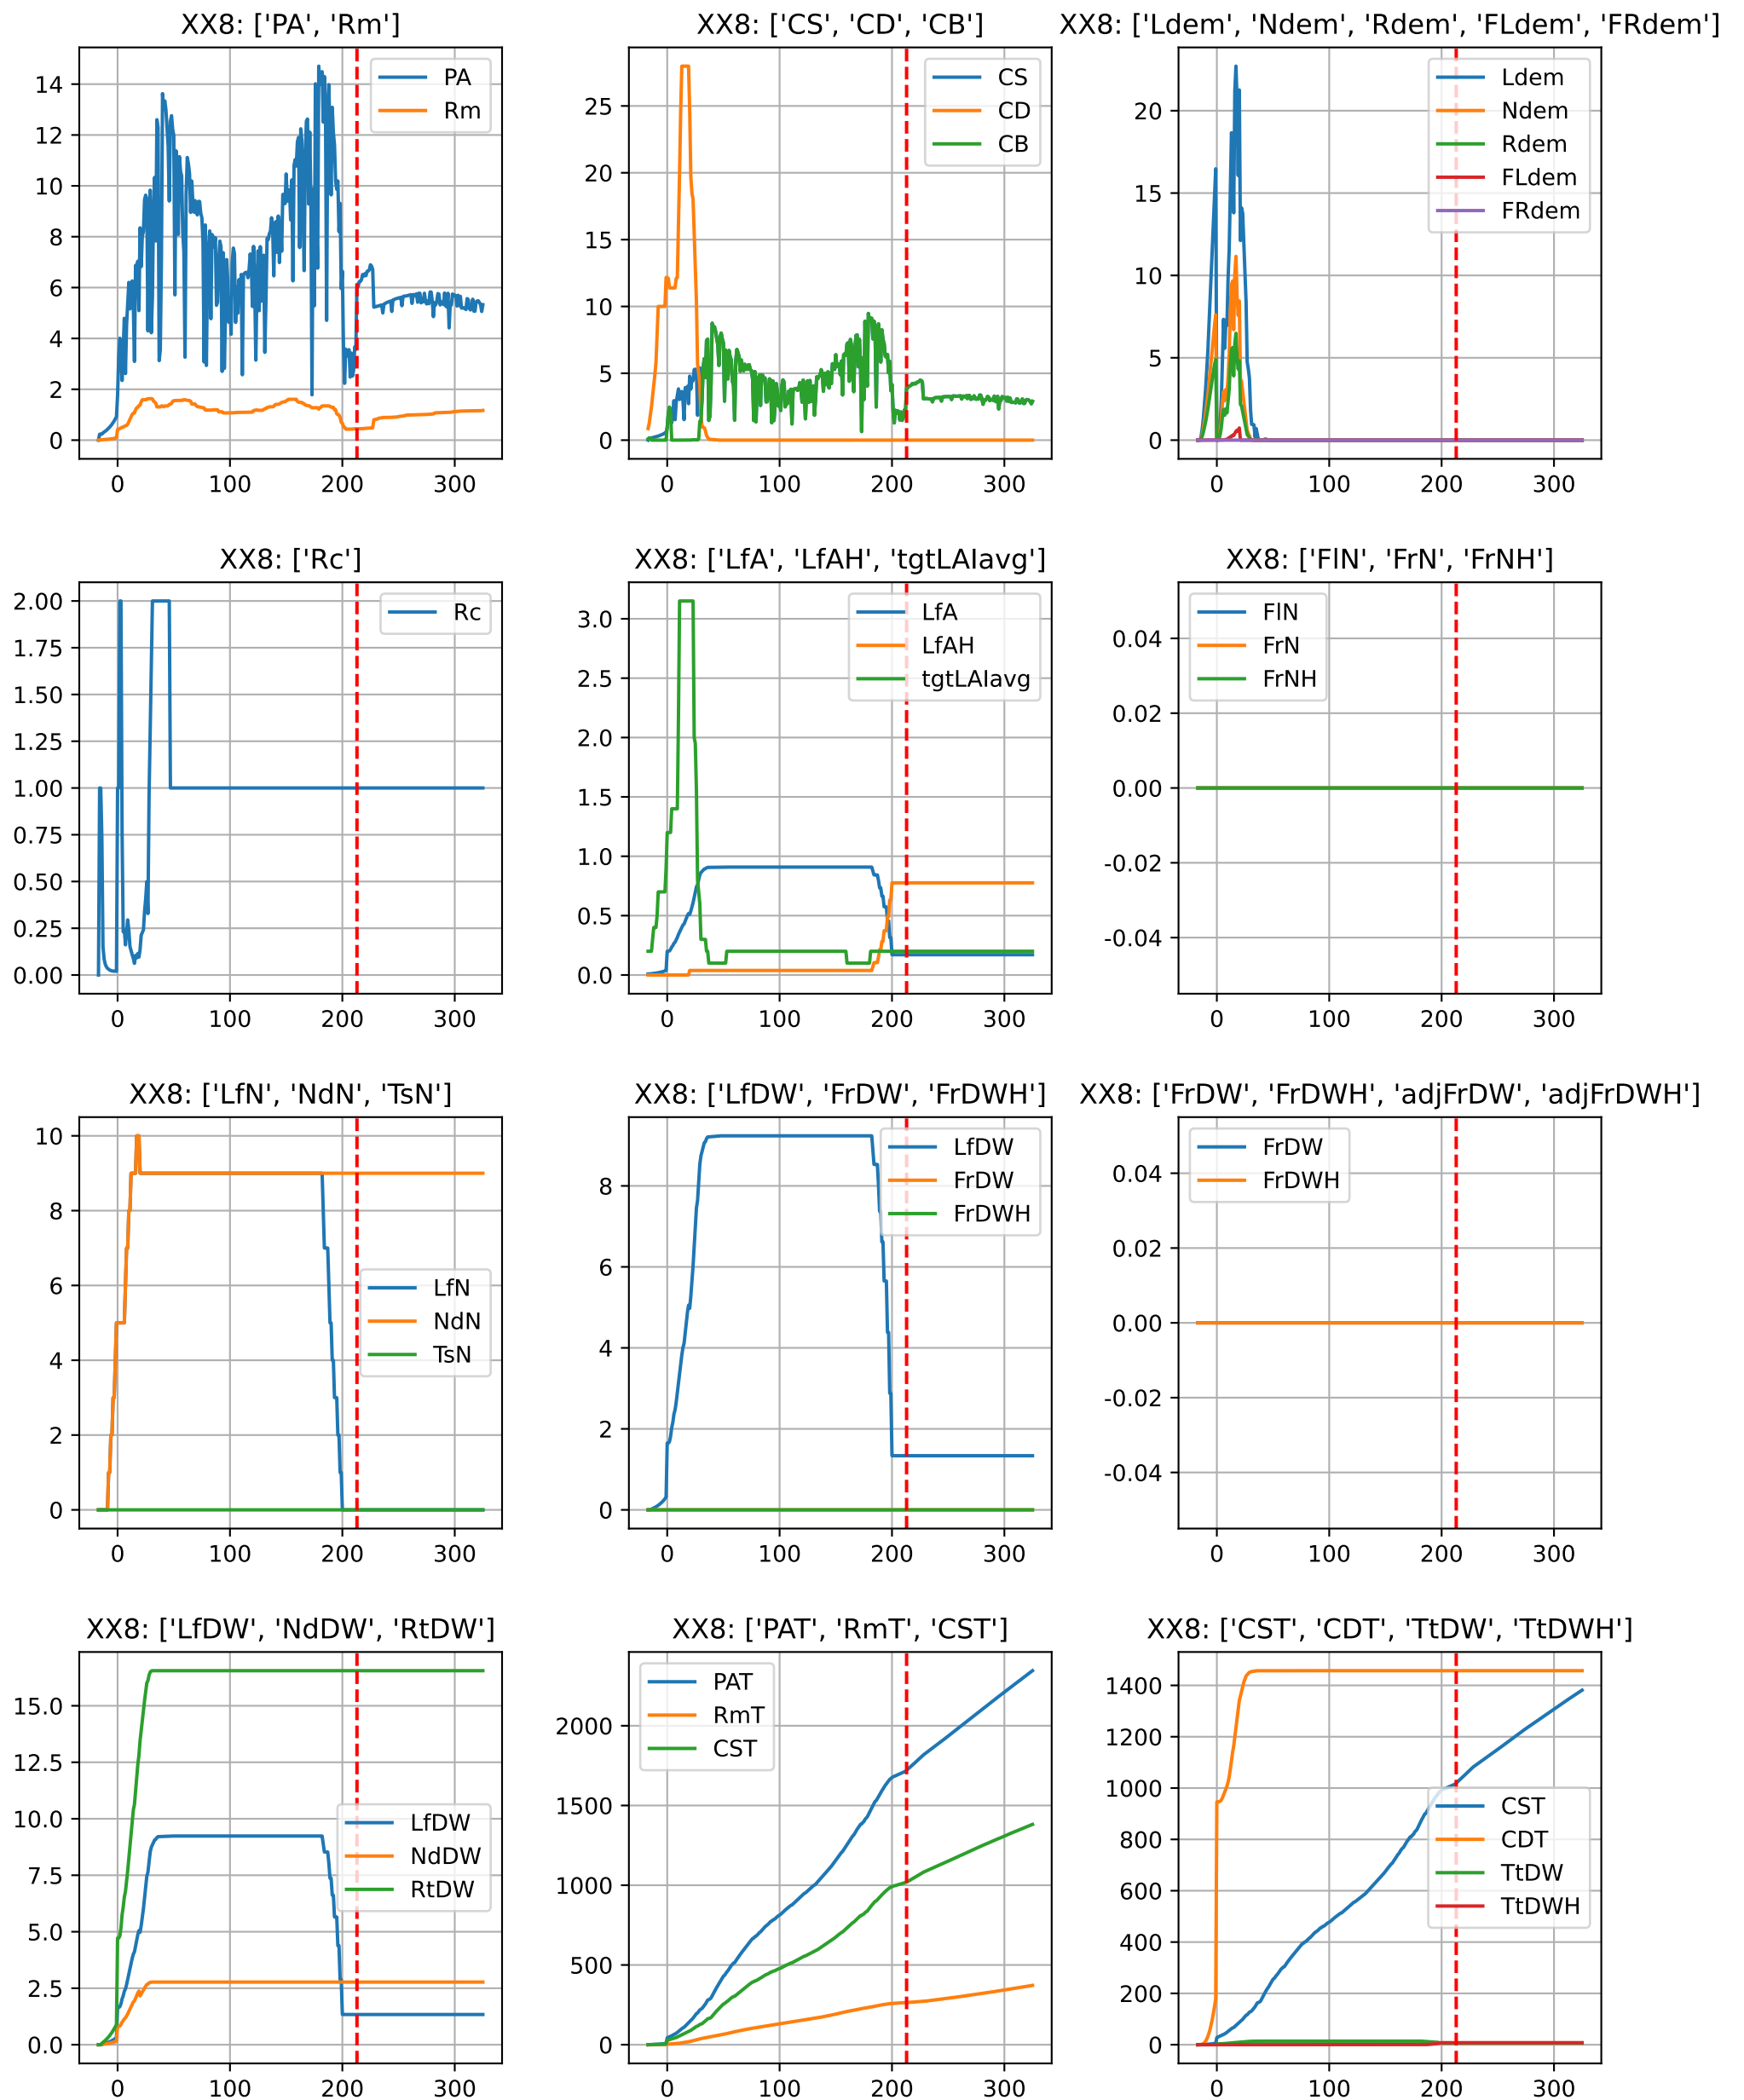 XX8: ['PA', 'Rm']
14
12
10
8
6
4
2
0
0 100 200 300
PA
Rm
XX8: ['CS', 'CD', 'CB']
25
20
15
10
5
0
0 100 200 300
CS
CD
CB
XX8: ['Ldem', 'Ndem', 'Rdem', 'FLdem', 'FRdem']
20
15
10
5
0
0 100 200 300
Ldem
Ndem
Rdem
FLdem
FRdem
XX8: ['Rc']
2.00
1.75
1.50
1.25
1.00
0.75
0.50
0.25
0.00
0 100 200 300
Rc
XX8: ['LfA', 'LfAH', 'tgtLAIavg']
3.0
2.5
2.0
1.5
1.0
0.5
0.0
0 100 200 300
LfA
LfAH
tgtLAIavg
XX8: ['FlN', 'FrN', 'FrNH']
0.04
0.02
0.00
-0.02
-0.04
0 100 200 300
FlN
FrN
FrNH
XX8: ['LfN', 'NdN', 'TsN']
10
8
6
4
2
0
0 100 200 300
LfN
NdN
TsN
XX8: ['LfDW', 'FrDW', 'FrDWH']
8
6
4
2
0
0 100 200 300
LfDW
FrDW
FrDWH
XX8: ['FrDW', 'FrDWH', 'adjFrDW', 'adjFrDWH']
0.04
0.02
0.00
-0.02
-0.04
0 100 200 300
FrDW
FrDWH
XX8: ['LfDW', 'NdDW', 'RtDW']
15.0
12.5
10.0
7.5
5.0
2.5
0.0
0 100 200 300
LfDW
NdDW
RtDW
XX8: ['PAT', 'RmT', 'CST']
2000
1500
1000
500
0
0 100 200 300
PAT
RmT
CST
XX8: ['CST', 'CDT', 'TtDW', 'TtDWH']
1400
1200
1000
800
600
400
200
0
0 100 200 300
CST
CDT
TtDW
TtDWH